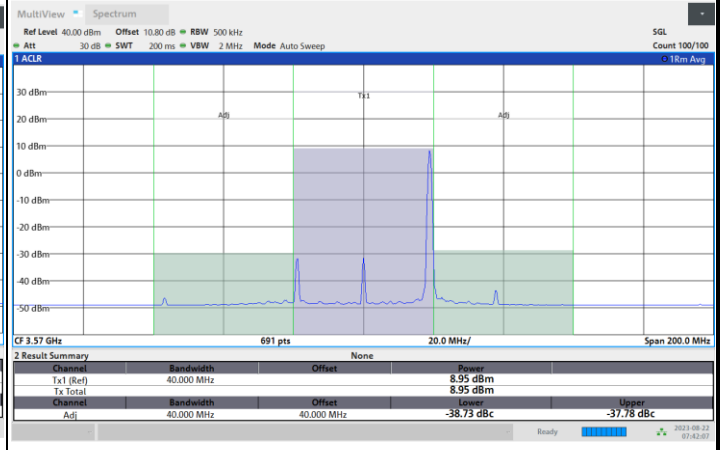 MultiView Spectrum
Ref Level 40.00 dBm Offset 10.80 dB RBW 500 kHz SGL
Att 30 dB SWT 200 ms VBW 2 MHz Mode Auto Sweep Count 100/100
1 ACLR 1Rm Avg
30 dBm
Tx1
20 dBm
Adj Adj
10 dBm
0 dBm
-10 dBm
-20 dBm
-30 dBm
-40 dBm
-50 dBm
CF 3.57 GHz 691 pts 20.0 MHz/ Span 200.0 MHz
2 Result Summary None
Channel Bandwidth Offset Power
Tx1 (Ref) 40.000 MHz 8.95 dBm
Tx Total 8.95 dBm
Channel Bandwidth Offset Lower Upper
Adj 40.000 MHz 40.000 MHz -38.73 dBc -37.78 dBc
Ready 2023-08-22
07:42:07